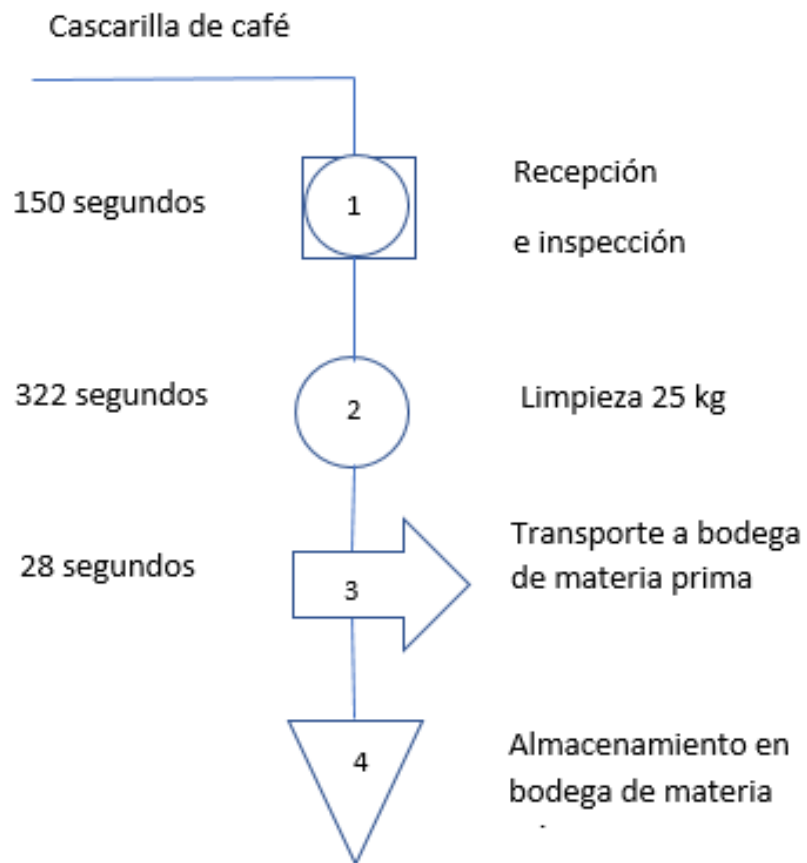 Cascarilla de café
150 segundos
1
Recepción
e inspección
322 segundos
2
Limpieza 25 kg
28 segundos
3
Transporte a bodega
de materia prima
4
Almacenamiento en
bodega de materia